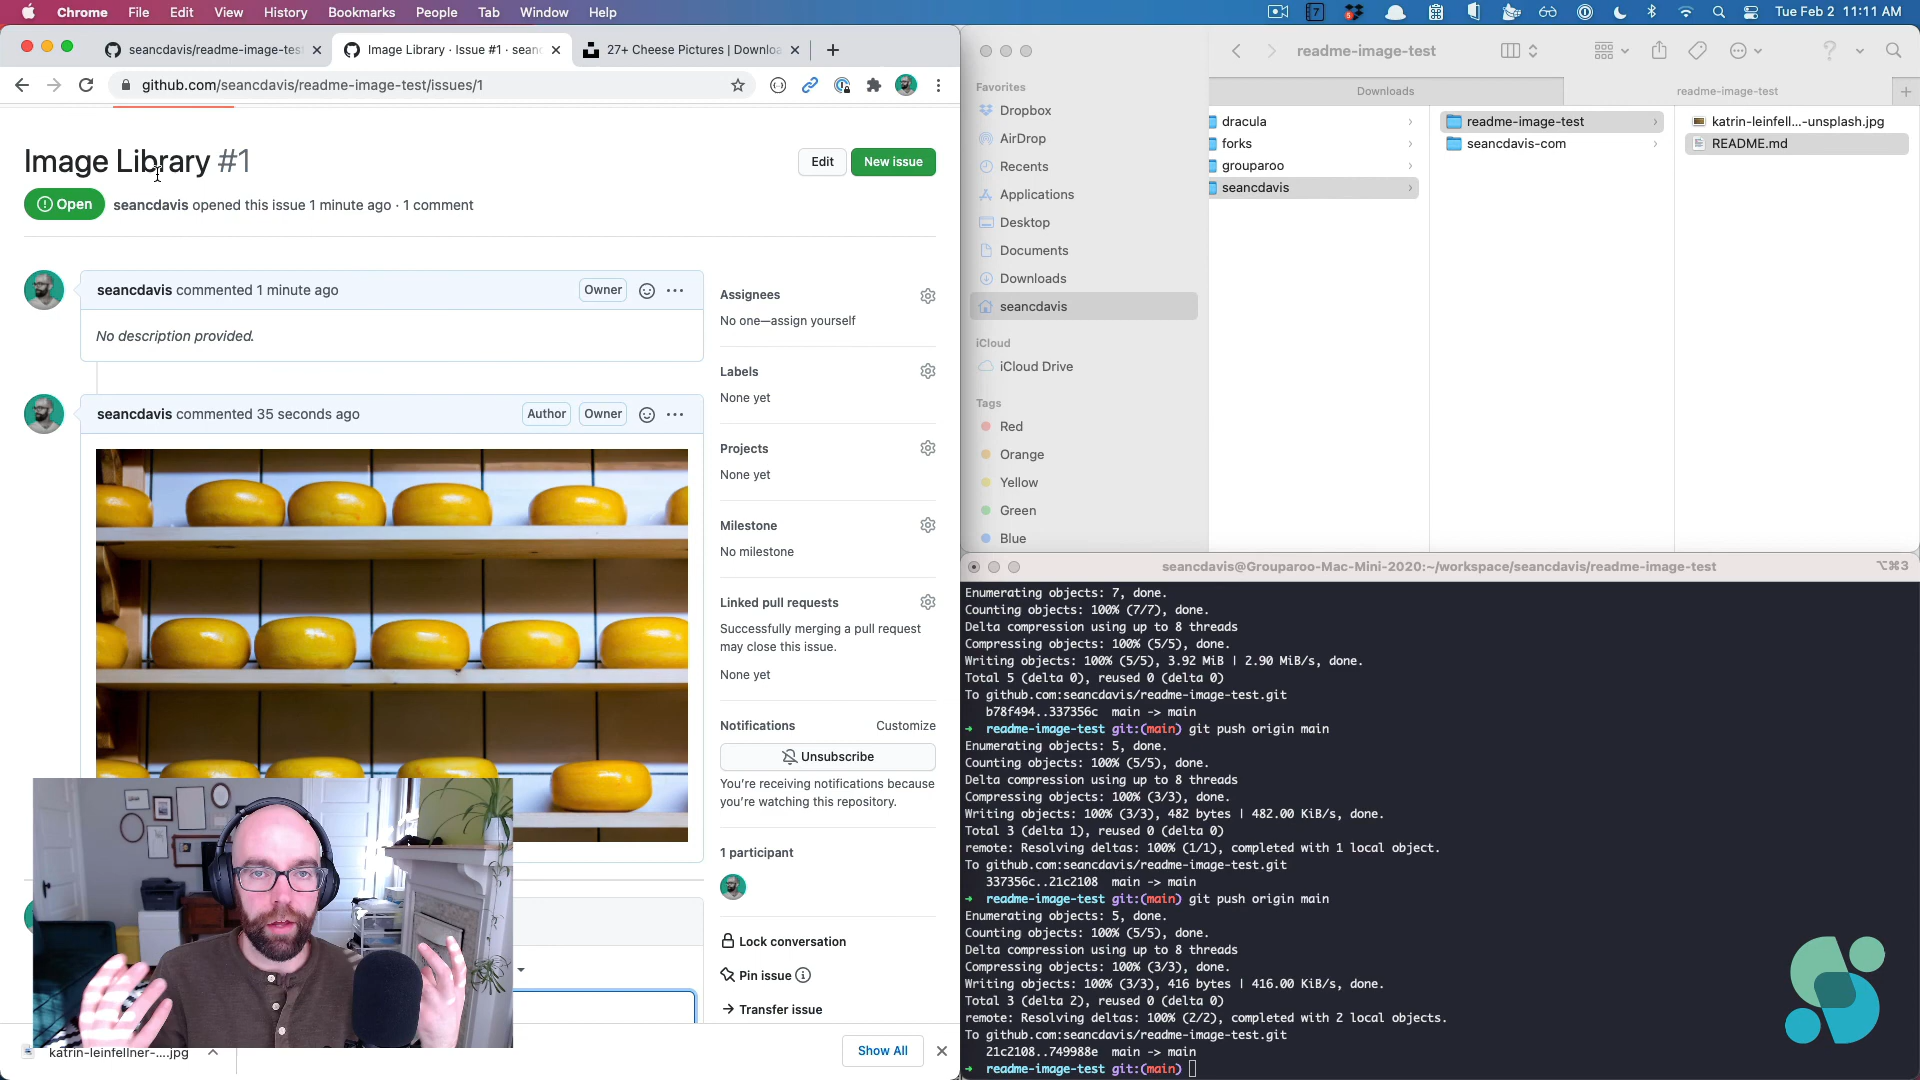 Chrome File Edit View History Bookmarks People Tab Window Help
7
5
Tue Feb 2 11:11 AM
seancdavis/readme-image-test
Image Library · Issue #1 · seanc
27+ Cheese Pictures | Downloa
github.com/seancdavis/readme-image-test/issues/1
Image Library #1
Edit
New issue
Open
seancdavis opened this issue 1 minute ago · 1 comment
seancdavis commented 1 minute ago
Owner
No description provided.
seancdavis commented 35 seconds ago
Author
Owner
Assignees
No one—assign yourself
Labels
None yet
Projects
None yet
Milestone
No milestone
Linked pull requests
Successfully merging a pull request
may close this issue.
None yet
Notifications
Customize
Unsubscribe
You're receiving notifications because
you're watching this repository.
1 participant
Lock conversation
Pin issue
Transfer issue
katrin-leinfellner-....jpg
Show All
readme-image-test
Downloads
readme-image-test
Favorites
Dropbox
AirDrop
Recents
Applications
Desktop
Documents
Downloads
seancdavis
iCloud
iCloud Drive
Tags
Red
Orange
Yellow
Green
Blue
dracula
forks
grouparoo
seancdavis
readme-image-test
seancdavis-com
katrin-leinfell...-unsplash.jpg
README.md
seancdavis@Grouparoo-Mac-Mini-2020:~/workspace/seancdavis/readme-image-test
⌥⌘3
Enumerating objects: 7, done.
Counting objects: 100% (7/7), done.
Delta compression using up to 8 threads
Compressing objects: 100% (5/5), done.
Writing objects: 100% (5/5), 3.92 MiB | 2.90 MiB/s, done.
Total 5 (delta 0), reused 0 (delta 0)
To github.com:seancdavis/readme-image-test.git
b78f494..337356c main -> main
➜ readme-image-test git:(main) git push origin main
Enumerating objects: 5, done.
Counting objects: 100% (5/5), done.
Delta compression using up to 8 threads
Compressing objects: 100% (3/3), done.
Writing objects: 100% (3/3), 482 bytes | 482.00 KiB/s, done.
Total 3 (delta 1), reused 0 (delta 0)
remote: Resolving deltas: 100% (1/1), completed with 1 local object.
To github.com:seancdavis/readme-image-test.git
337356c..21c2108 main -> main
➜ readme-image-test git:(main) git push origin main
Enumerating objects: 5, done.
Counting objects: 100% (5/5), done.
Delta compression using up to 8 threads
Compressing objects: 100% (3/3), done.
Writing objects: 100% (3/3), 416 bytes | 416.00 KiB/s, done.
Total 3 (delta 2), reused 0 (delta 0)
remote: Resolving deltas: 100% (2/2), completed with 2 local objects.
To github.com:seancdavis/readme-image-test.git
21c2108..749988e main -> main
➜ readme-image-test git:(main)